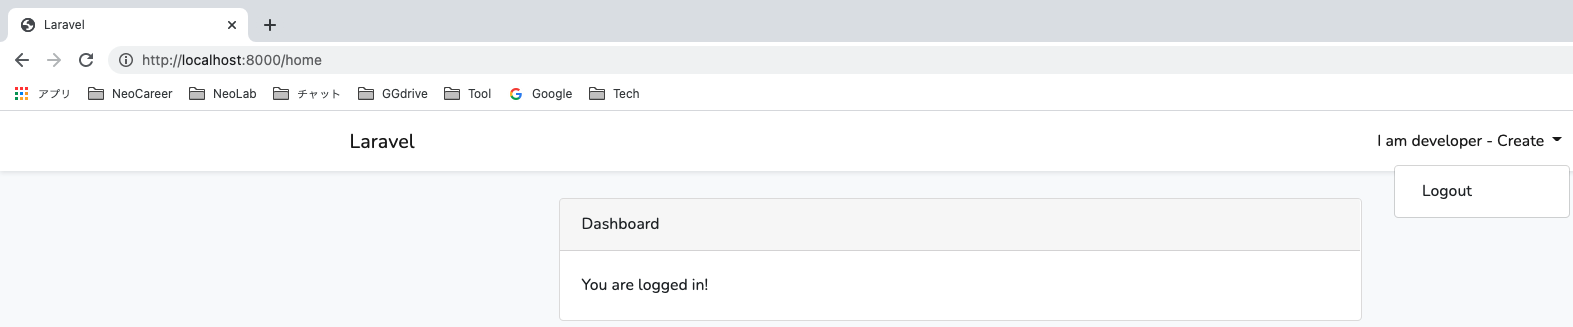 Laravel
http://localhost:8000/home
アプリ NeoCareer NeoLab チャット GGdrive Tool Google Tech
Laravel I am developer - Create
Logout
Dashboard
You are logged in!